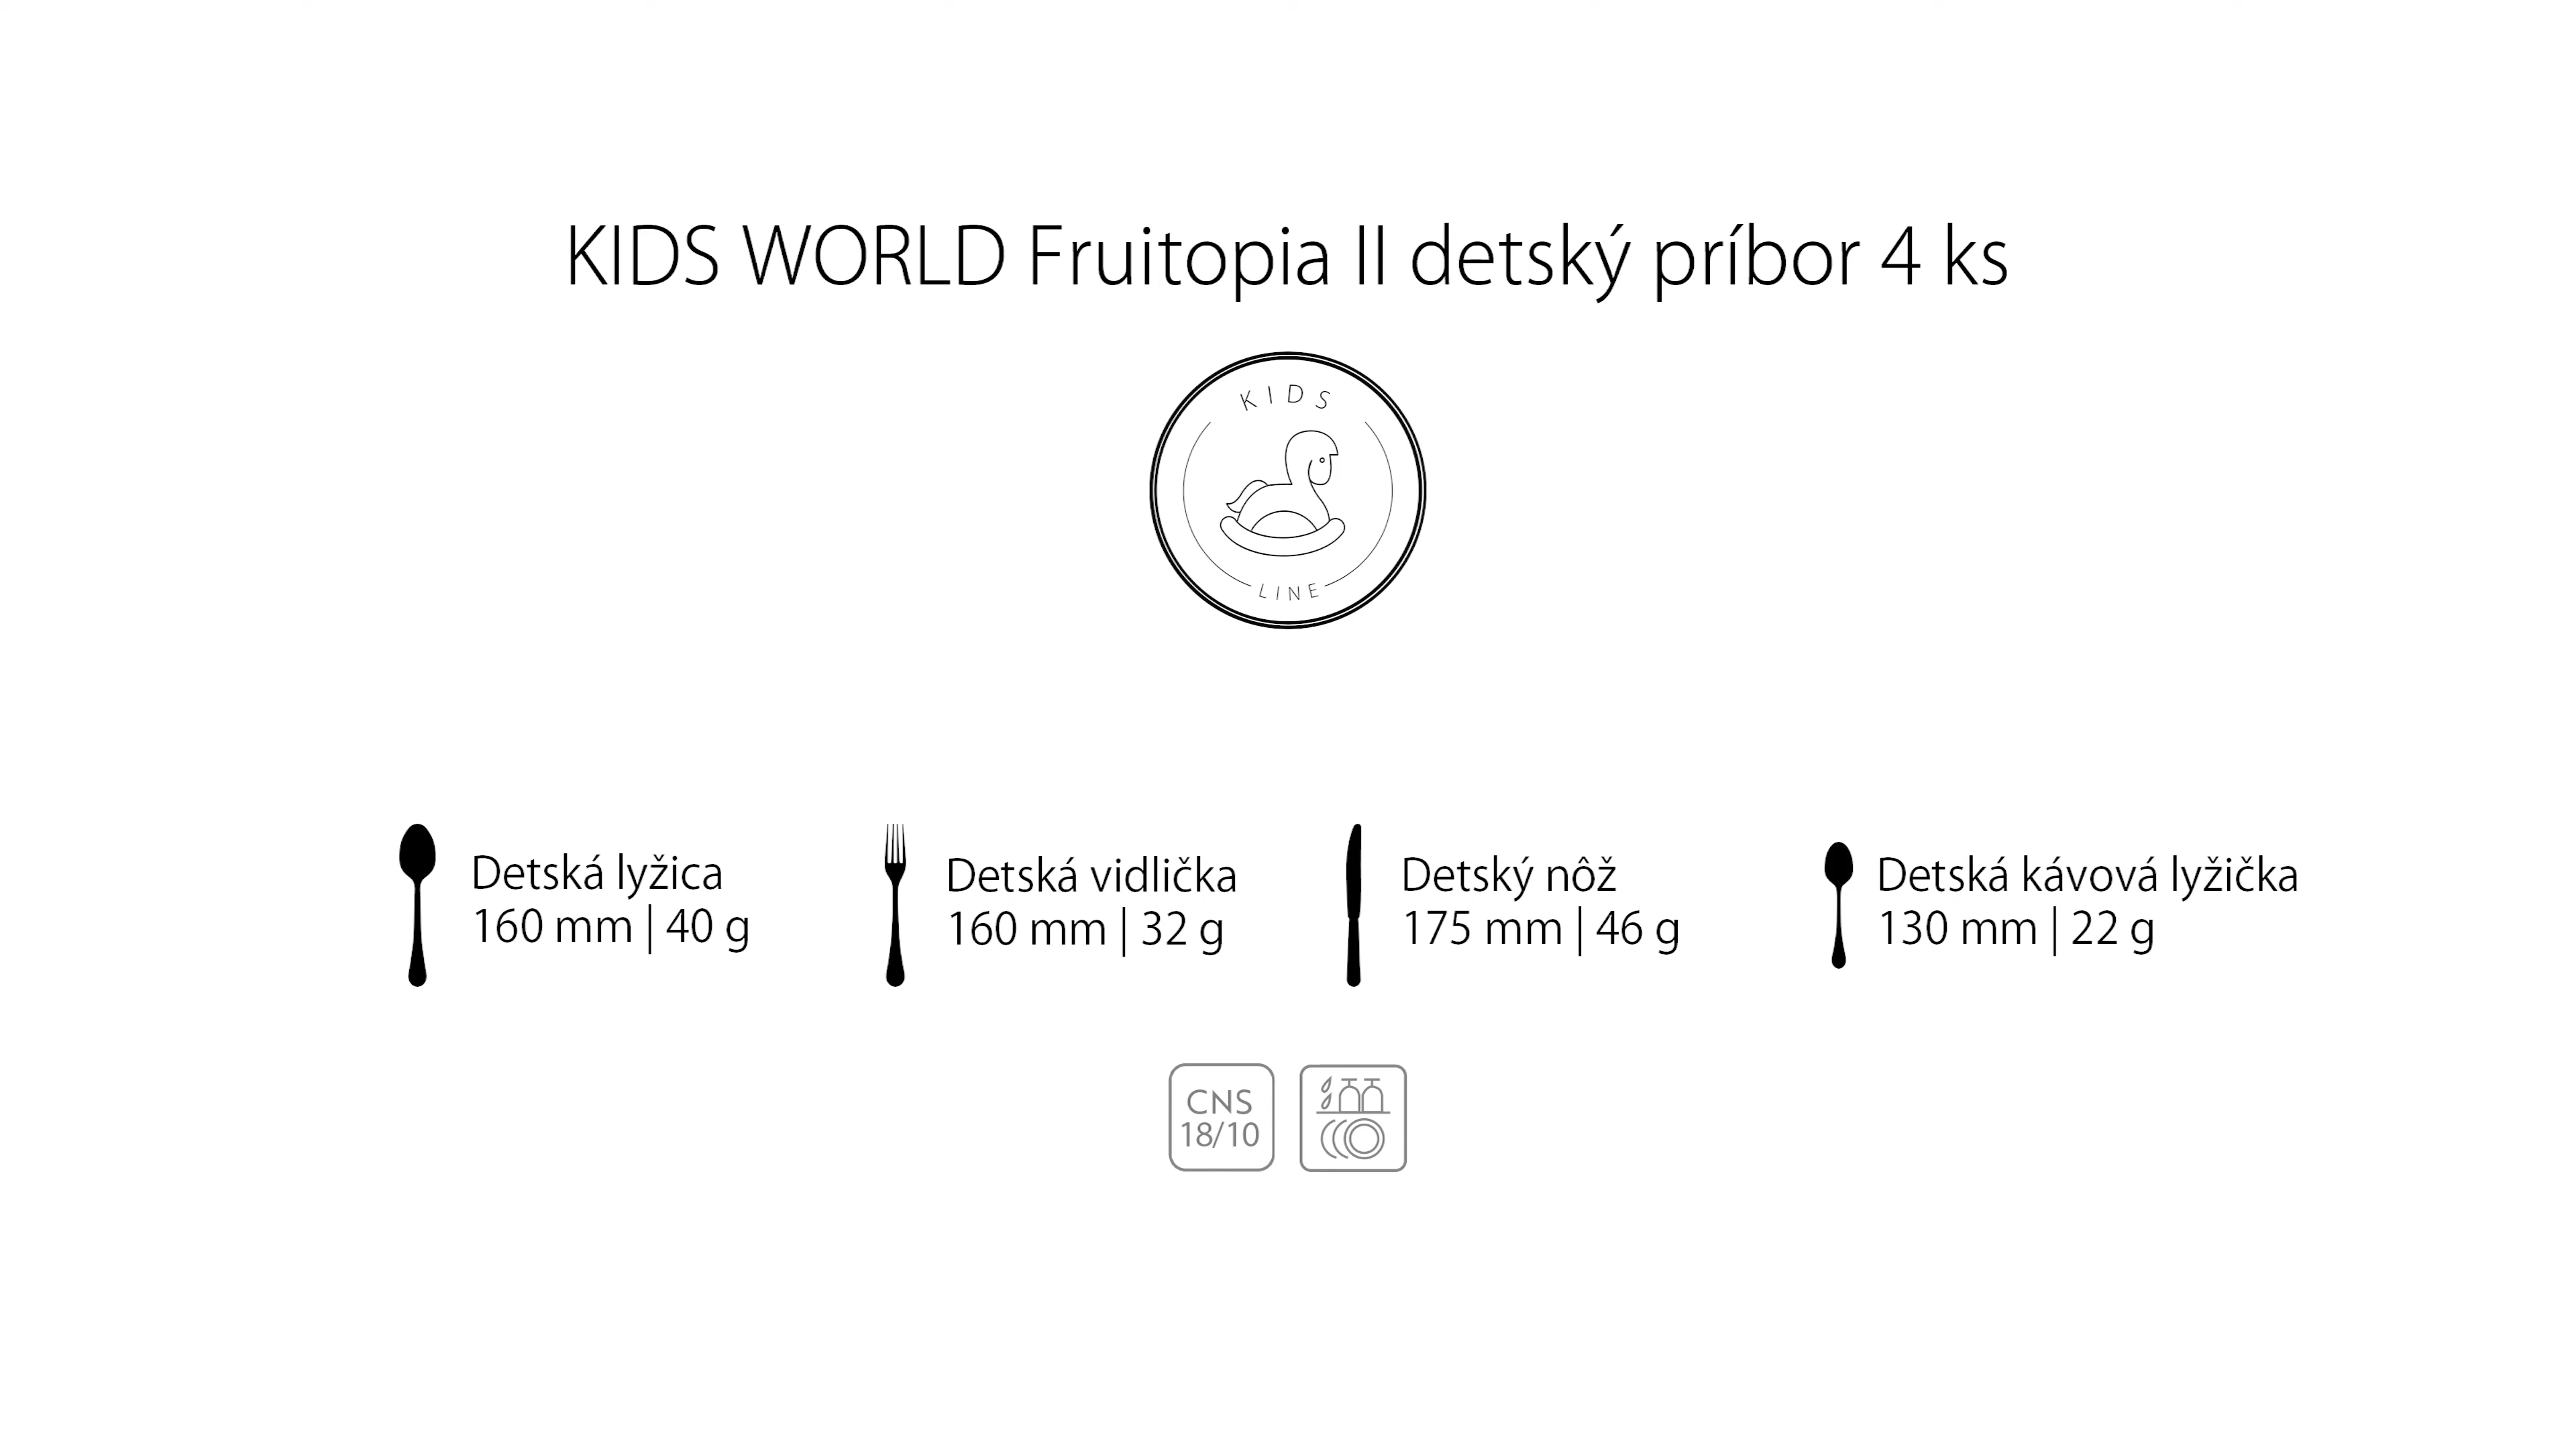 KIDS WORLD Fruitopia II detský príbor 4 ks
KIDS
LINE
Detská lyžica
160 mm | 40 g
Detská vidlička
160 mm | 32 g
Detský nôž
175 mm | 46 g
Detská kávová lyžička
130 mm | 22 g
CNS
18/10